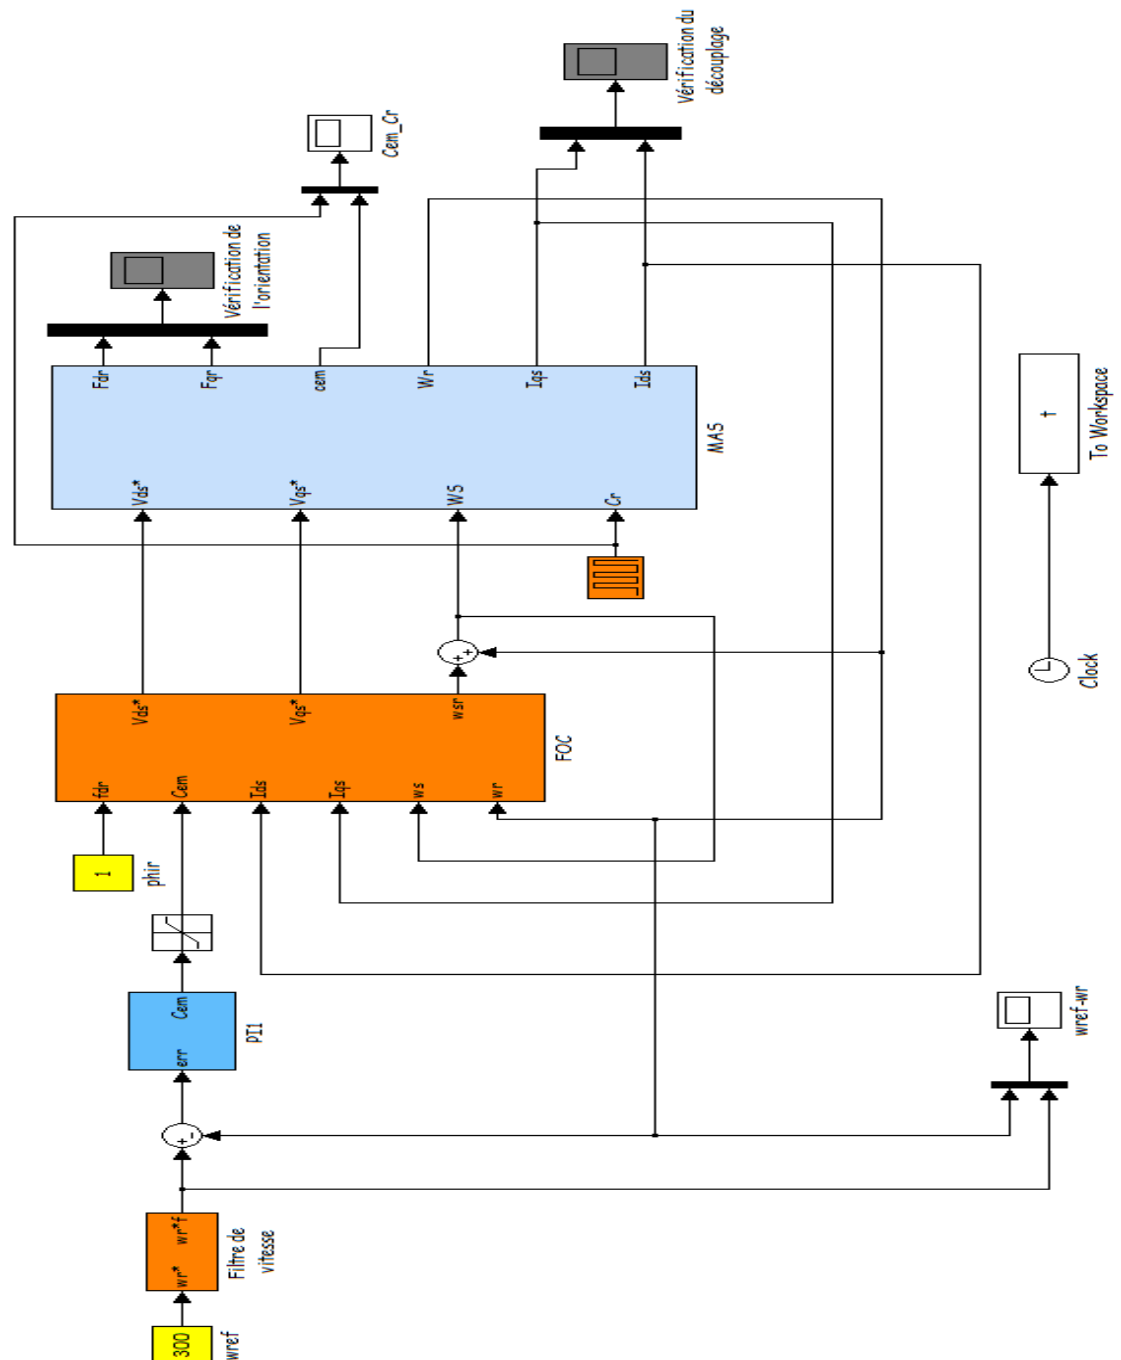 300
wref
wr*
wr*f
Filtre de
vitesse
+
-
err
Cem
PI1
1
phir
fdr
Cem
Ids
Iqs
ws
wr
Vds*
Vqs*
wsr
FOC
+
+
Vds*
Vqs*
WS
Cr
Fdr
Fqr
cem
Wr
Iqs
Ids
MAS
Vérification de
l'orientation
Cem_Cr
Vérification du
découplage
wref-wr
Clock
t
To Workspace